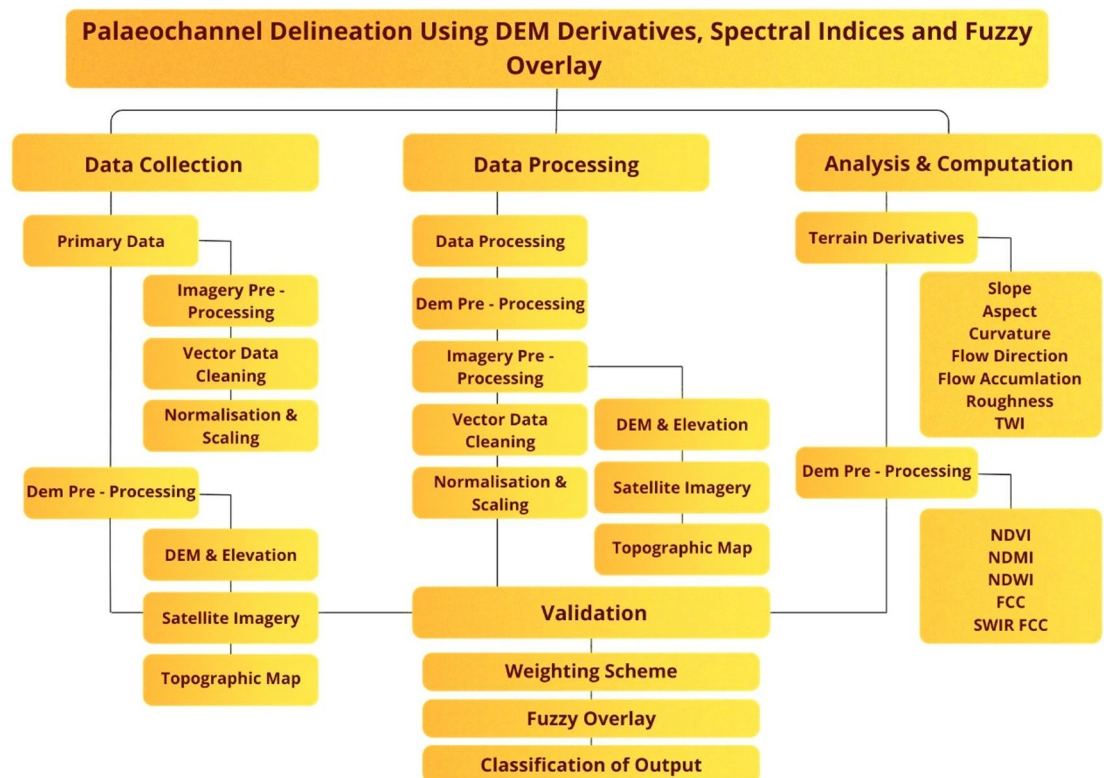 Palaeochannel Delineation Using DEM Derivatives, Spectral Indices and Fuzzy
Overlay
Data Collection
Primary Data
Imagery Pre -
Processing
Vector Data
Cleaning
Normalisation &
Scaling
Dem Pre - Processing
DEM & Elevation
Satellite Imagery
Topographic Map
Data Processing
Data Processing
Dem Pre - Processing
Imagery Pre -
Processing
Vector Data
Cleaning
Normalisation &
Scaling
DEM & Elevation
Satellite Imagery
Topographic Map
Analysis & Computation
Terrain Derivatives
Slope
Aspect
Curvature
Flow Direction
Flow Accumlation
Roughness
TWI
Dem Pre - Processing
NDVI
NDMI
NDWI
FCC
SWIR FCC
Validation
Weighting Scheme
Fuzzy Overlay
Classification of Output